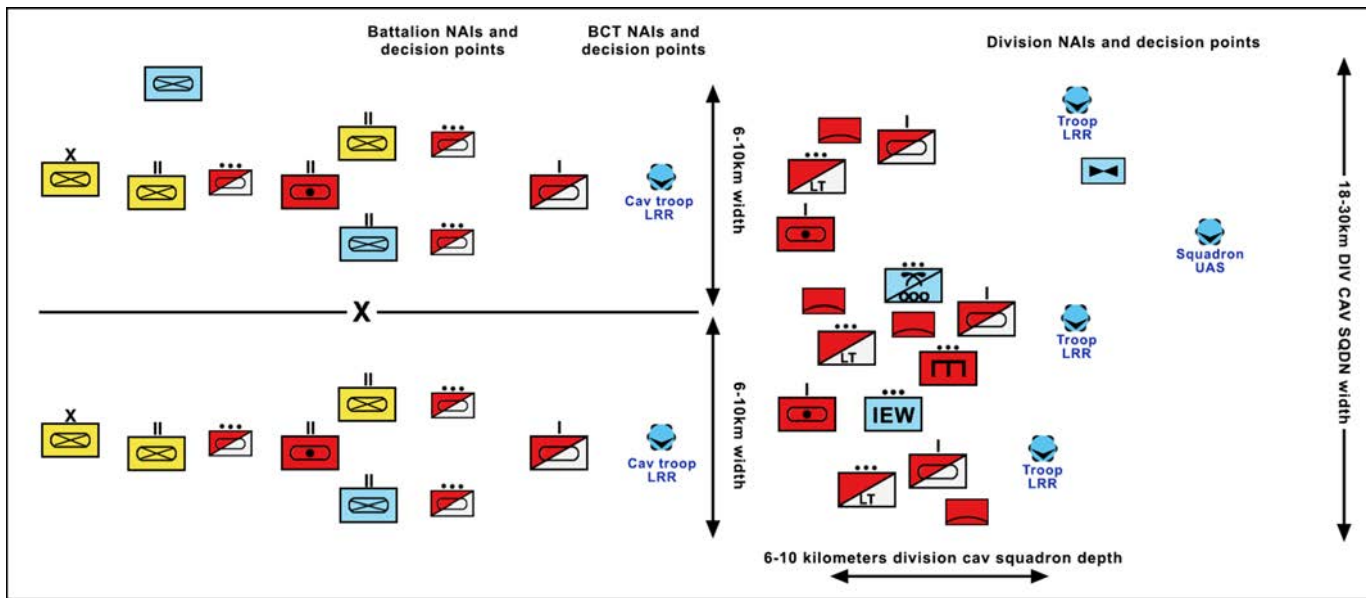 Battalion NAIs and
decision points
BCT NAIs and
decision points
Division NAIs and decision points
X
II
II
II
II
I
Cav troop
LRR
6-10km width
I
LT
I
Troop
LRR
Squadron
UAS
18-30km DIV CAV SQDN width
X
I
LT
Troop
LRR
X
II
II
II
II
I
Cav troop
LRR
6-10km width
I
IEW
I
LT
Troop
LRR
6-10 kilometers division cav squadron depth